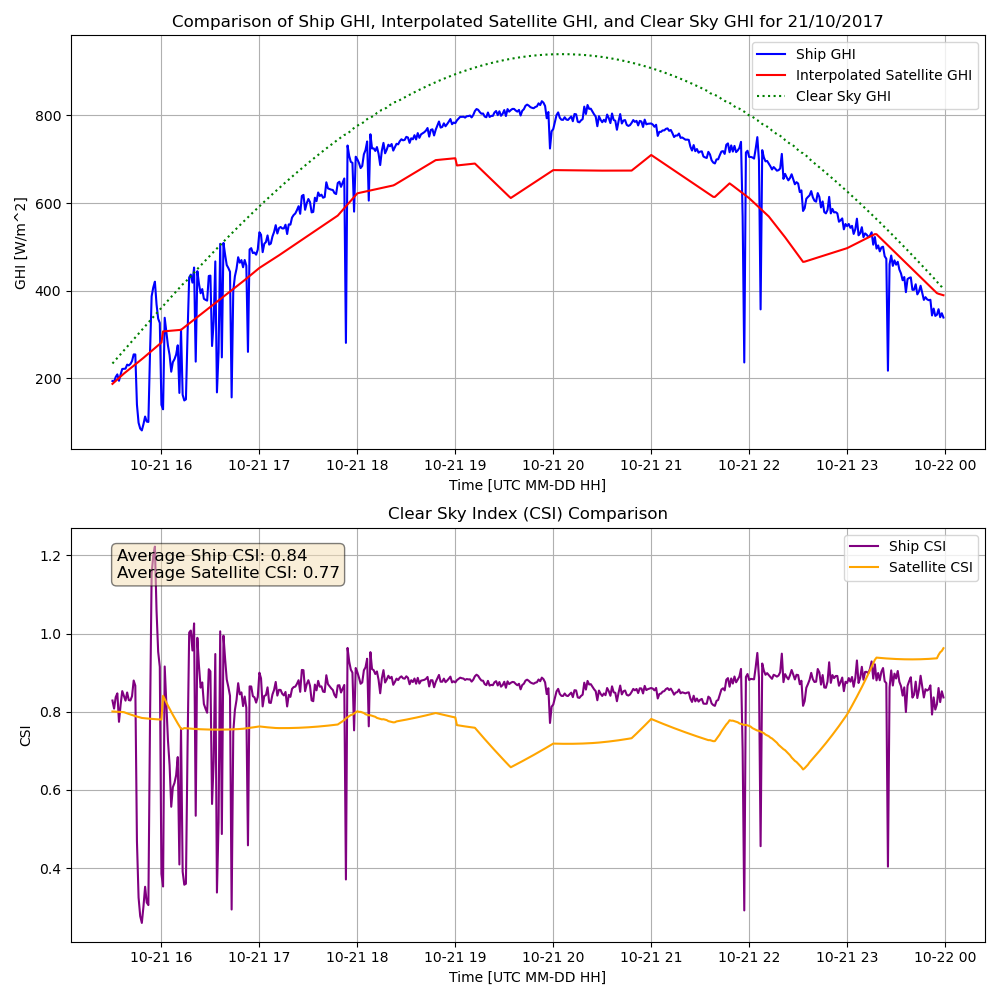 Comparison of Ship GHI, Interpolated Satellite GHI, and Clear Sky GHI for 21/10/2017
Ship GHI
Interpolated Satellite GHI
Clear Sky GHI
GHI [W/m^2]
800
600
400
200
10-21 16 10-21 17 10-21 18 10-21 19 10-21 20 10-21 21 10-21 22 10-21 23 10-22 00
Time [UTC MM-DD HH]
Clear Sky Index (CSI) Comparison
Average Ship CSI: 0.84
Average Satellite CSI: 0.77
Ship CSI
Satellite CSI
CSI
1.2
1.0
0.8
0.6
0.4
10-21 16 10-21 17 10-21 18 10-21 19 10-21 20 10-21 21 10-21 22 10-21 23 10-22 00
Time [UTC MM-DD HH]